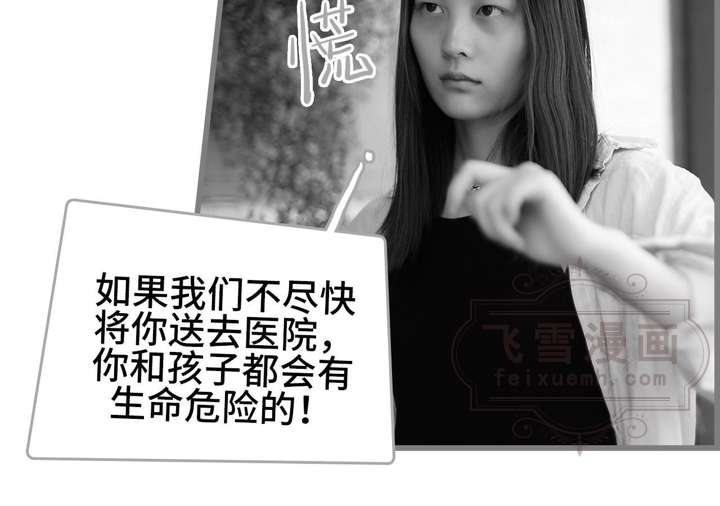 慌
如果我们不尽快
将你送去医院，
你和孩子都会有
生命危险的！
飞雪漫画
feixuemh.com